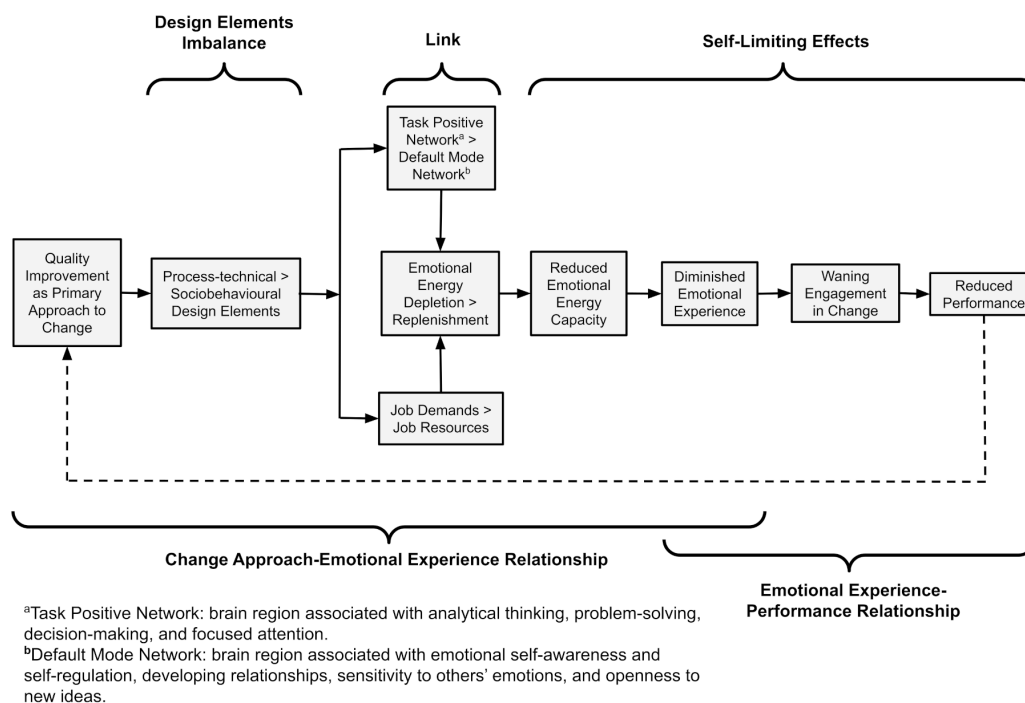 Design Elements
Imbalance
Link
Self-Limiting Effects
Task Positive
Networkᵃ >
Default Mode
Networkᵇ
Quality
Improvement
as Primary
Approach to
Change
Process-technical >
Sociobehavioural
Design Elements
Emotional
Energy
Depletion >
Replenishment
Reduced
Emotional
Energy
Capacity
Diminished
Emotional
Experience
Waning
Engagement
in Change
Reduced
Performance
Job Demands >
Job Resources
Change Approach-Emotional Experience Relationship
Emotional Experience-
Performance Relationship
ᵃTask Positive Network: brain region associated with analytical thinking, problem-solving,
decision-making, and focused attention.
ᵇDefault Mode Network: brain region associated with emotional self-awareness and
self-regulation, developing relationships, sensitivity to others’ emotions, and openness to
new ideas.